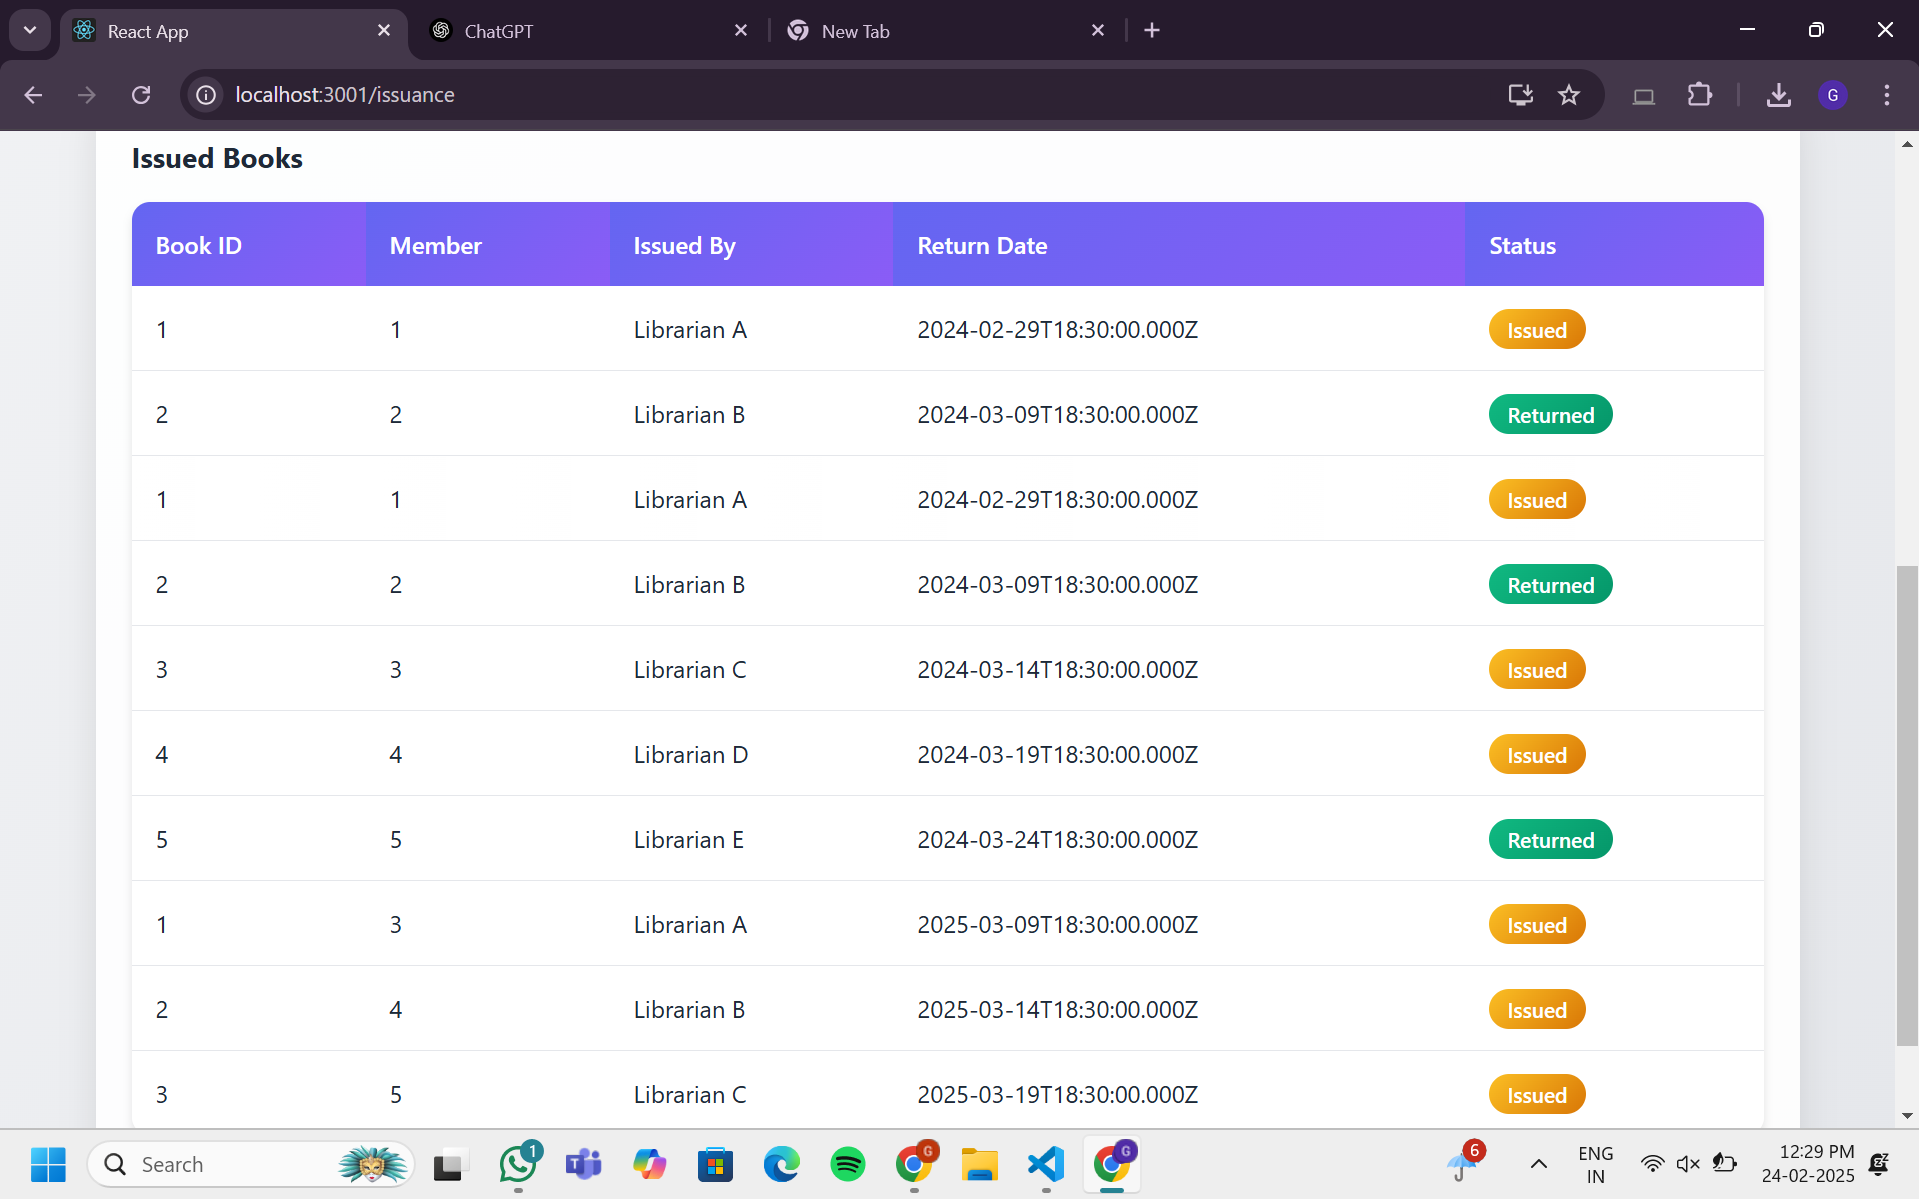 React App
ChatGPT
New Tab
localhost:3001/issuance
G
Issued Books
Book ID Member Issued By Return Date Status
1 1 Librarian A 2024-02-29T18:30:00.000Z Issued
2 2 Librarian B 2024-03-09T18:30:00.000Z Returned
1 1 Librarian A 2024-02-29T18:30:00.000Z Issued
2 2 Librarian B 2024-03-09T18:30:00.000Z Returned
3 3 Librarian C 2024-03-14T18:30:00.000Z Issued
4 4 Librarian D 2024-03-19T18:30:00.000Z Issued
5 5 Librarian E 2024-03-24T18:30:00.000Z Returned
1 3 Librarian A 2025-03-09T18:30:00.000Z Issued
2 4 Librarian B 2025-03-14T18:30:00.000Z Issued
3 5 Librarian C 2025-03-19T18:30:00.000Z Issued
Search
1
G
G
6
ENG
IN
12:29 PM
24-02-2025